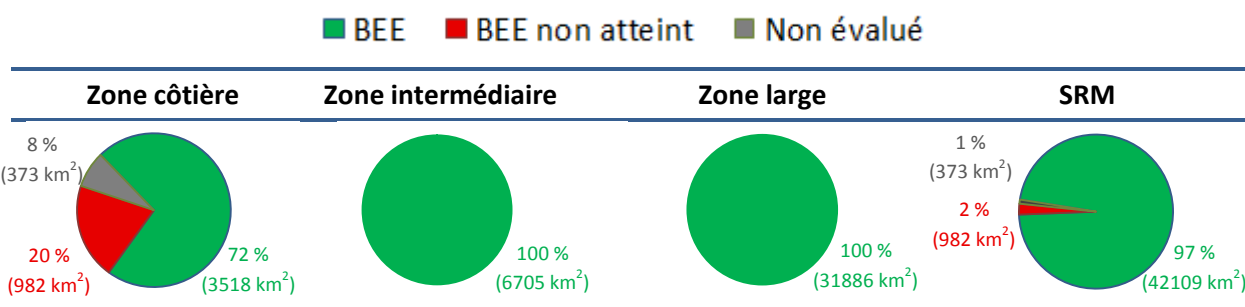 BEE BEE non atteint Non évalué
Zone côtière Zone intermédiaire Zone large SRM
8 %
(373 km²)
20 %
(982 km²)
72 %
(3518 km²)
100 %
(6705 km²)
100 %
(31886 km²)
1 %
(373 km²)
2 %
(982 km²)
97 %
(42109 km²)